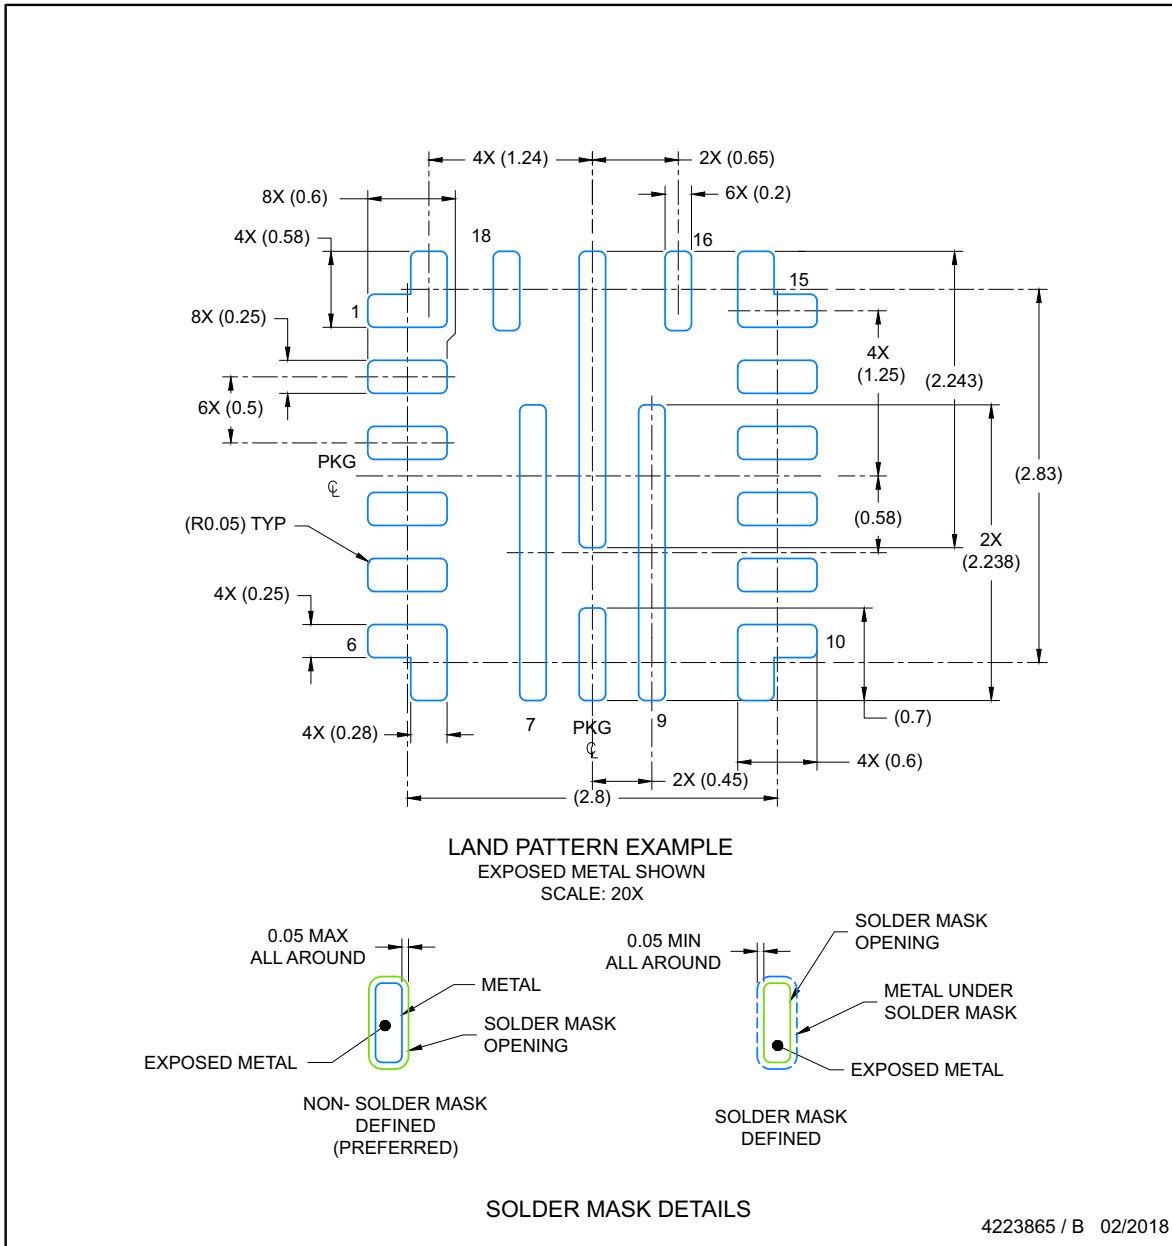 4X (1.24)
2X (0.65)
8X (0.6)
6X (0.2)
4X (0.58)
18
16
15
1
8X (0.25)
4X
(1.25)
(2.243)
6X (0.5)
PKG
℄
(2.83)
(R0.05) TYP
(0.58)
2X
(2.238)
4X (0.25)
6
10
7
PKG
℄
9
(0.7)
4X (0.28)
4X (0.6)
2X (0.45)
(2.8)
LAND PATTERN EXAMPLE
EXPOSED METAL SHOWN
SCALE: 20X
0.05 MAX
ALL AROUND
METAL
SOLDER MASK
OPENING
EXPOSED METAL
NON- SOLDER MASK
DEFINED
(PREFERRED)
0.05 MIN
ALL AROUND
SOLDER MASK
OPENING
METAL UNDER
SOLDER MASK
EXPOSED METAL
SOLDER MASK
DEFINED
SOLDER MASK DETAILS
4223865 / B 02/2018